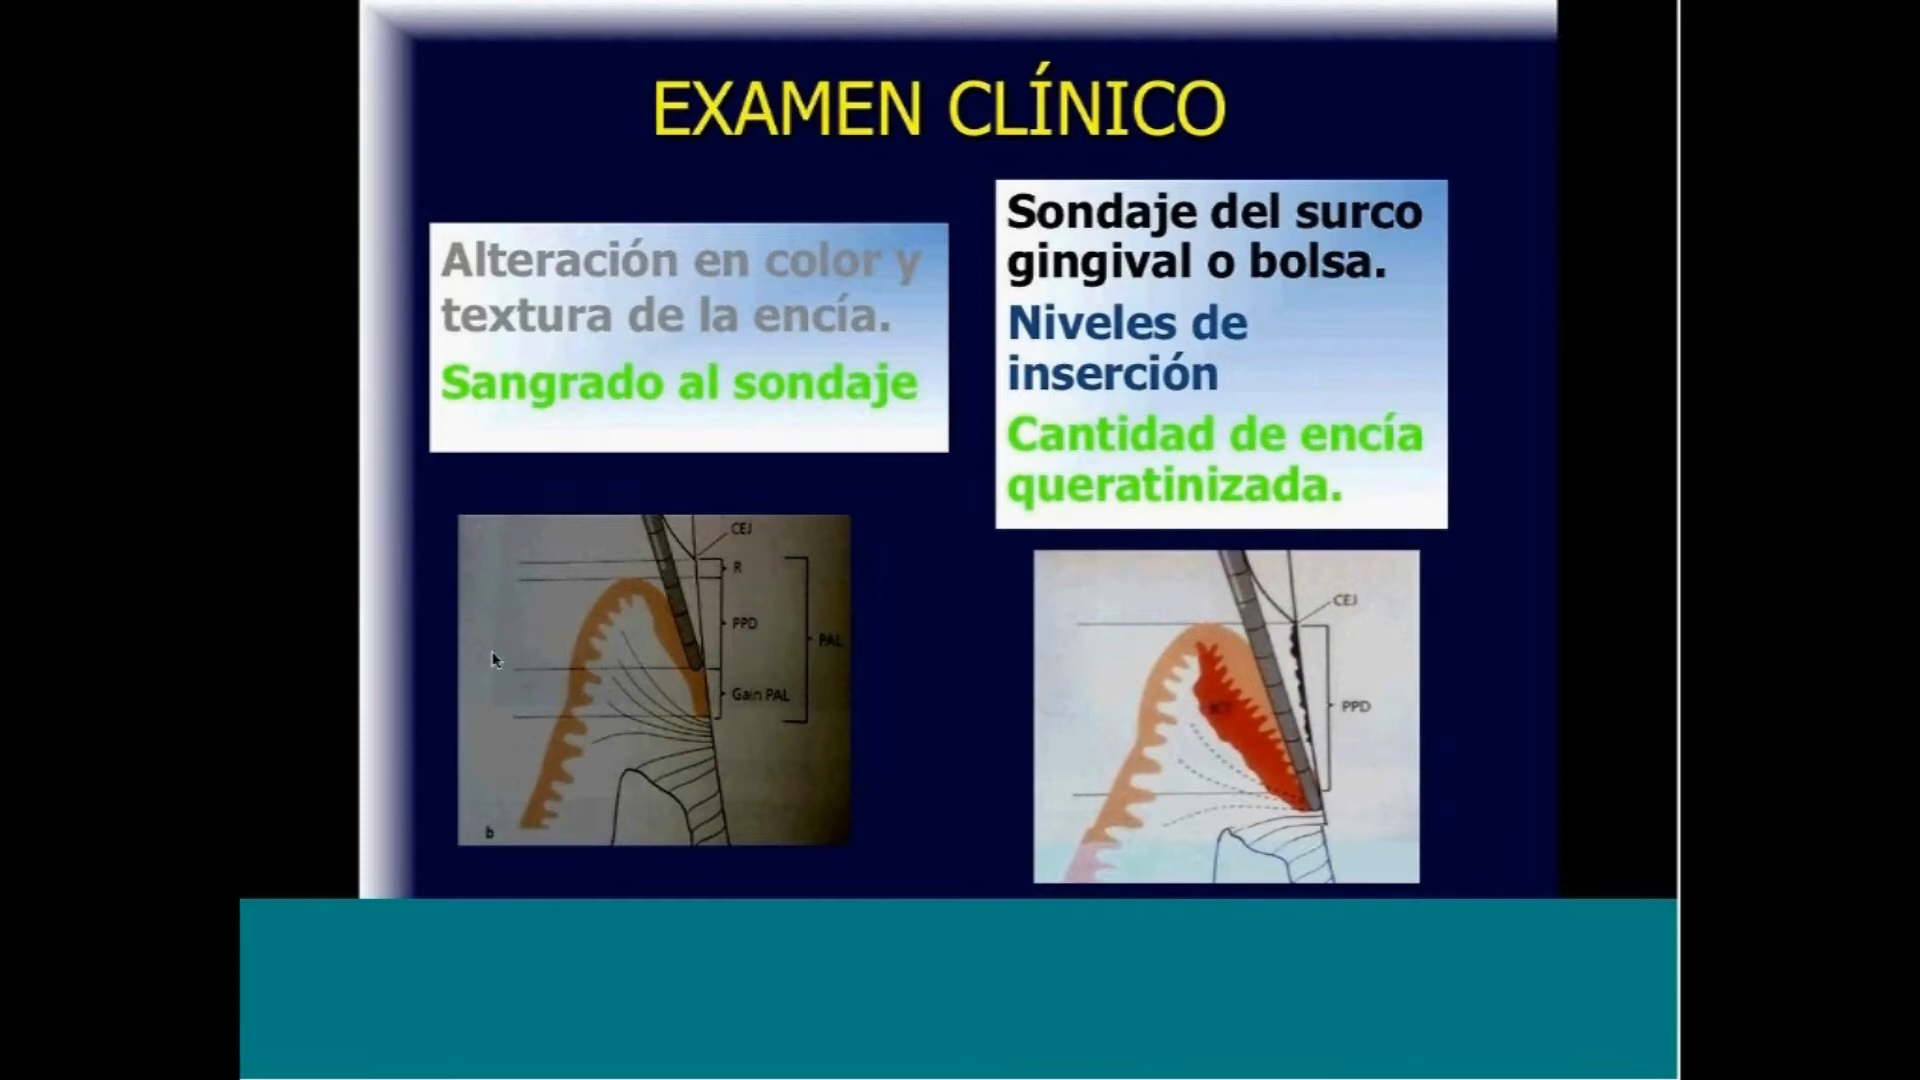 EXAMEN CLÍNICO
Alteración en color y
textura de la encía.
Sangrado al sondaje
Sondaje del surco
gingival o bolsa.
Niveles de
inserción
Cantidad de encía
queratinizada.
CEJ
R
PPD
PAL
Gain PAL
b
CEJ
PPD